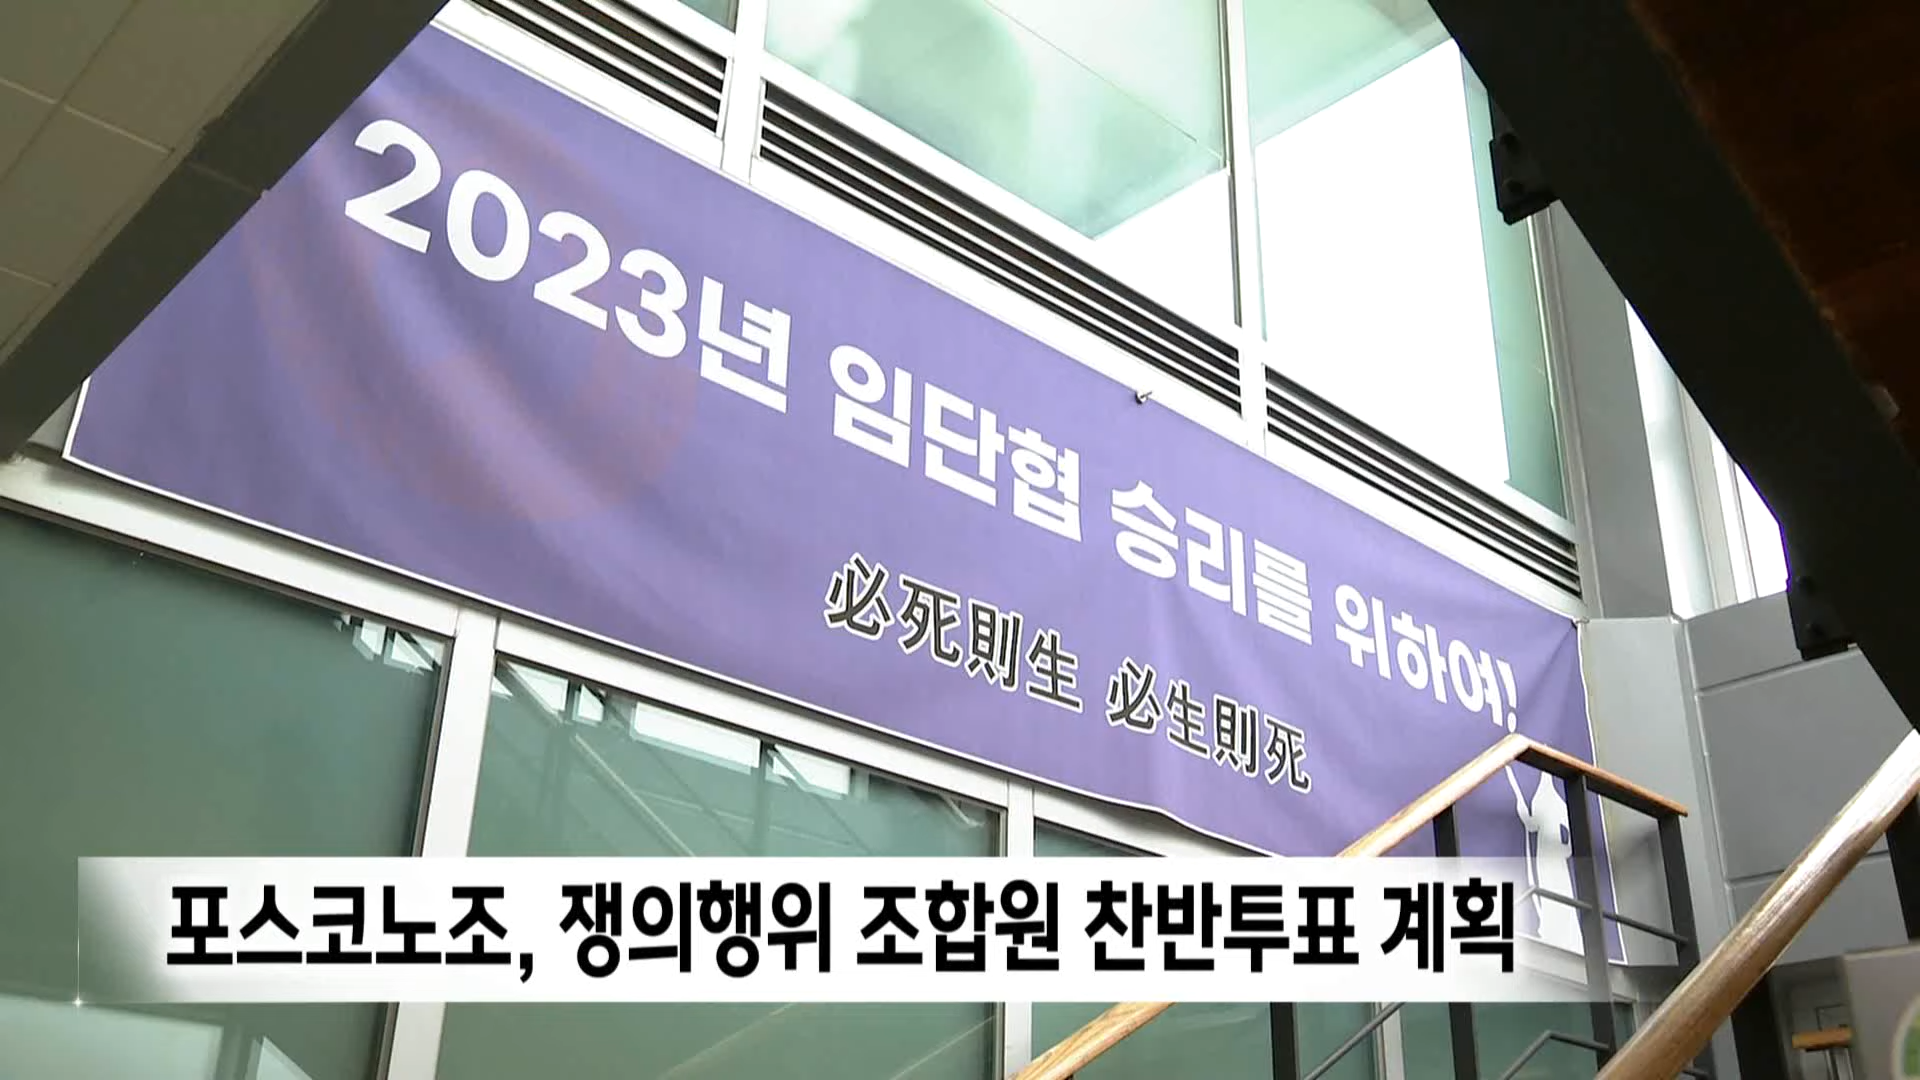 2023년 임단협 승리를 위하여!
必死則生 必生則死
포스코노조, 쟁의행위 조합원 찬반투표 계획